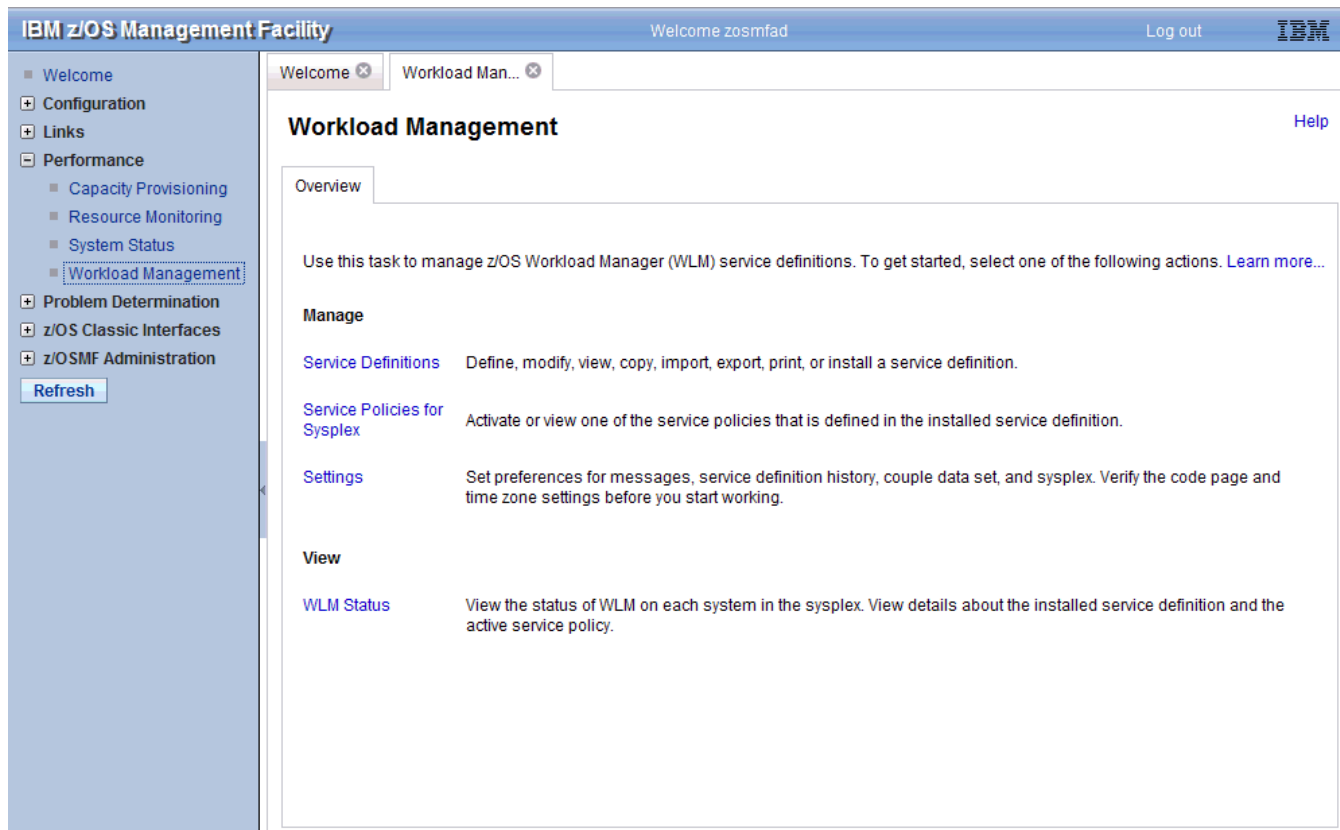 IBM z/OS Management Facility
Welcome zosmfad
Log out
IBM
Welcome
Configuration
Links
Performance
Capacity Provisioning
Resource Monitoring
System Status
Workload Management
Problem Determination
z/OS Classic Interfaces
z/OSMF Administration
Refresh
Welcome
Workload Man...
Workload Management
Help
Overview
Use this task to manage z/OS Workload Manager (WLM) service definitions. To get started, select one of the following actions. Learn more...
Manage
Service Definitions
Define, modify, view, copy, import, export, print, or install a service definition.
Service Policies for
Sysplex
Activate or view one of the service policies that is defined in the installed service definition.
Settings
Set preferences for messages, service definition history, couple data set, and sysplex. Verify the code page and
time zone settings before you start working.
View
WLM Status
View the status of WLM on each system in the sysplex. View details about the installed service definition and the
active service policy.